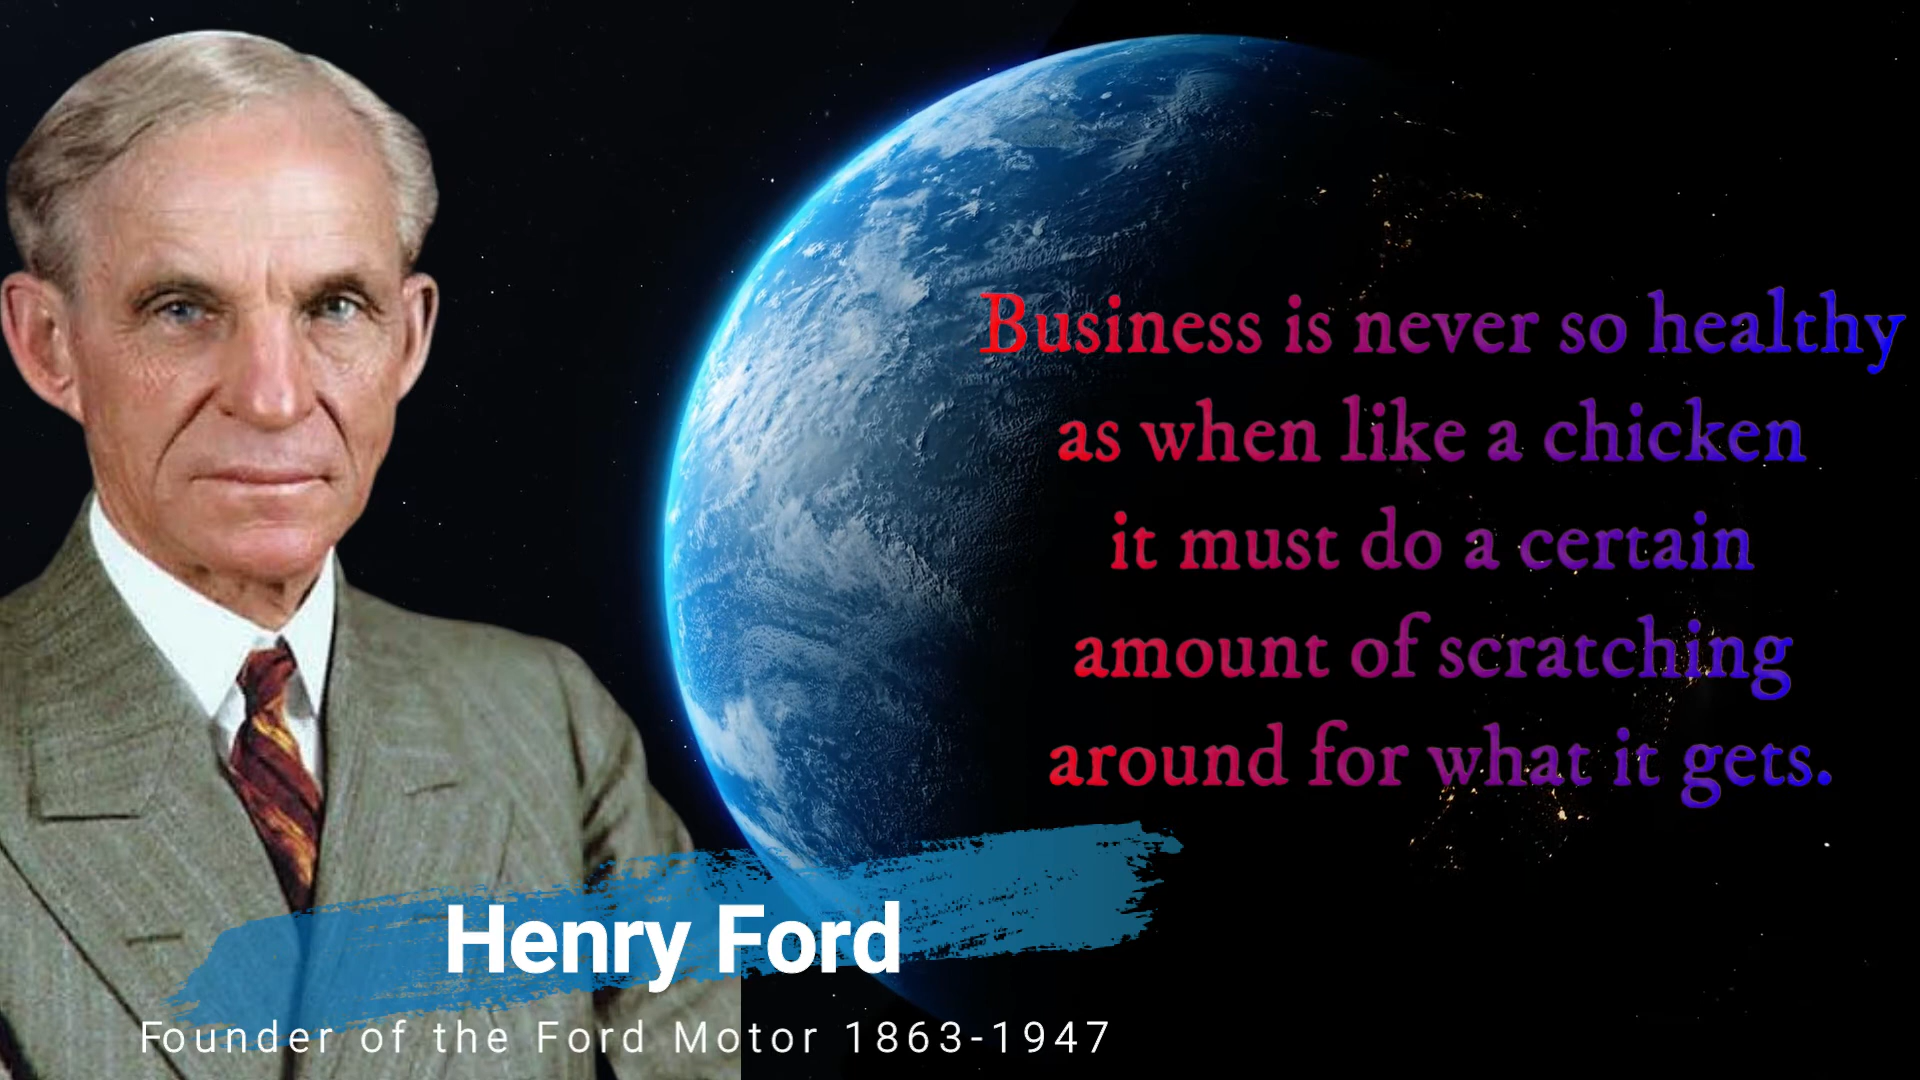 Business is never so healthy
as when like a chicken
it must do a certain
amount of scratching
around for what it gets.
Henry Ford
Founder of the Ford Motor 1863-1947